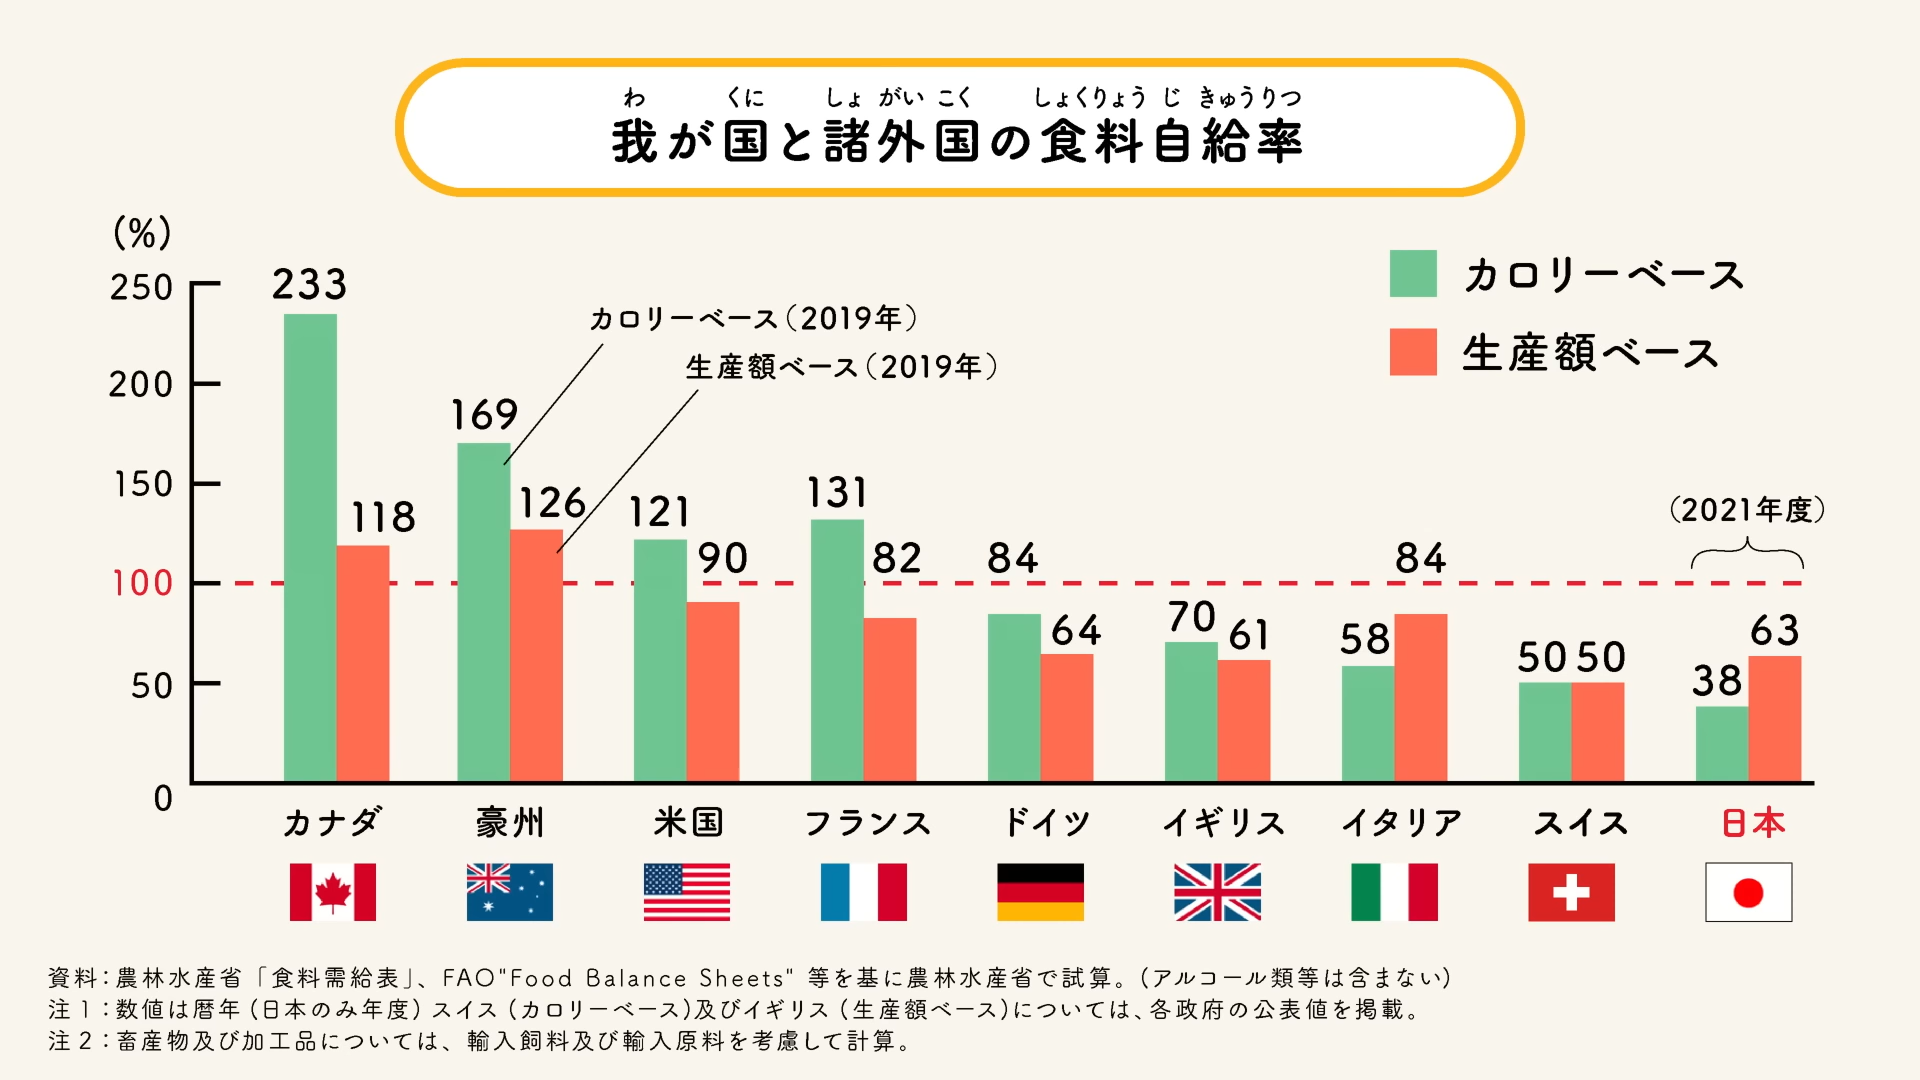 わ くに しょ がい こく しょくりょう じ きゅうりつ
我が国と諸外国の食料自給率
(%)
250
200
150
100
50
0
カロリーベース
生産額ベース
カロリーベース（2019年）
生産額ベース（2019年）
（2021年度）
233 118
169 126
121 90
131 82
84 64
70 61
58 84
50 50
38 63
カナダ 豪州 米国 フランス ドイツ イギリス イタリア スイス 日本
資料：農林水産省「食料需給表」、FAO"Food Balance Sheets" 等を基に農林水産省で試算。（アルコール類等は含まない）
注１：数値は暦年（日本のみ年度）スイス（カロリーベース)及びイギリス（生産額ベース)については、各政府の公表値を掲載。
注２：畜産物及び加工品については、輸入飼料及び輸入原料を考慮して計算。